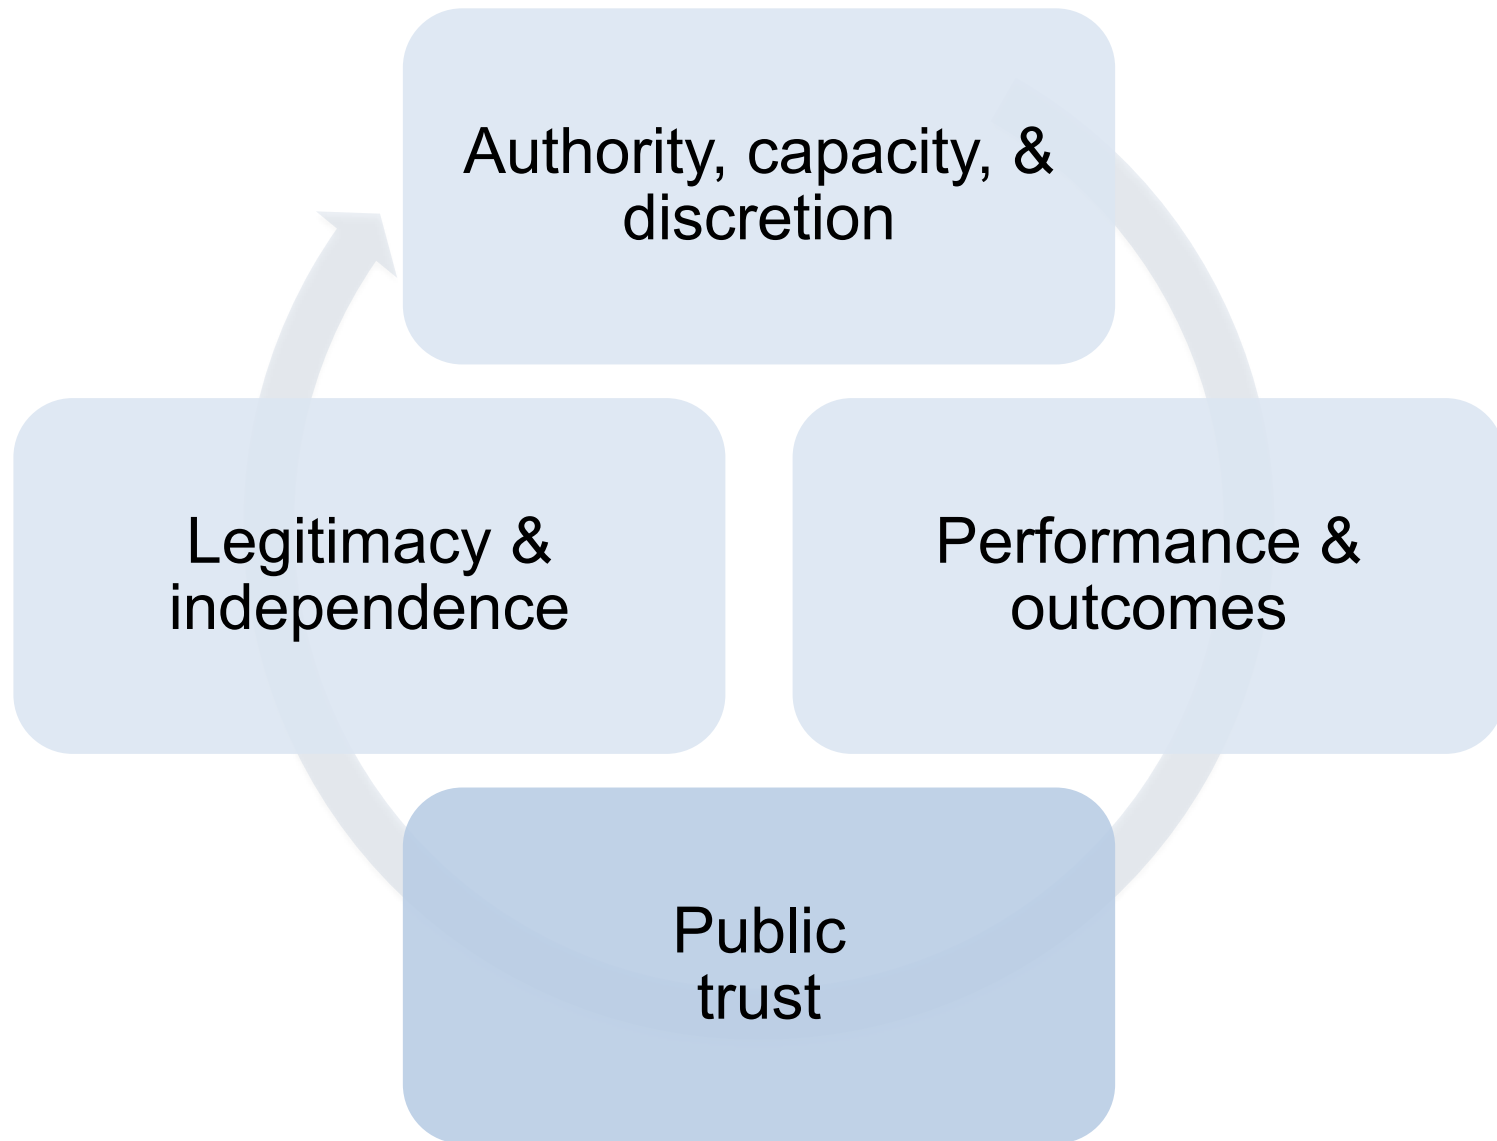 Authority, capacity, &
discretion
Legitimacy &
independence
Performance &
outcomes
Public
trust